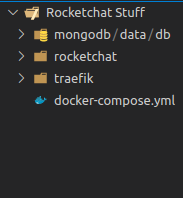 Rocketchat Stuff
mongodb/data/db
rocketchat
traefik
docker-compose.yml